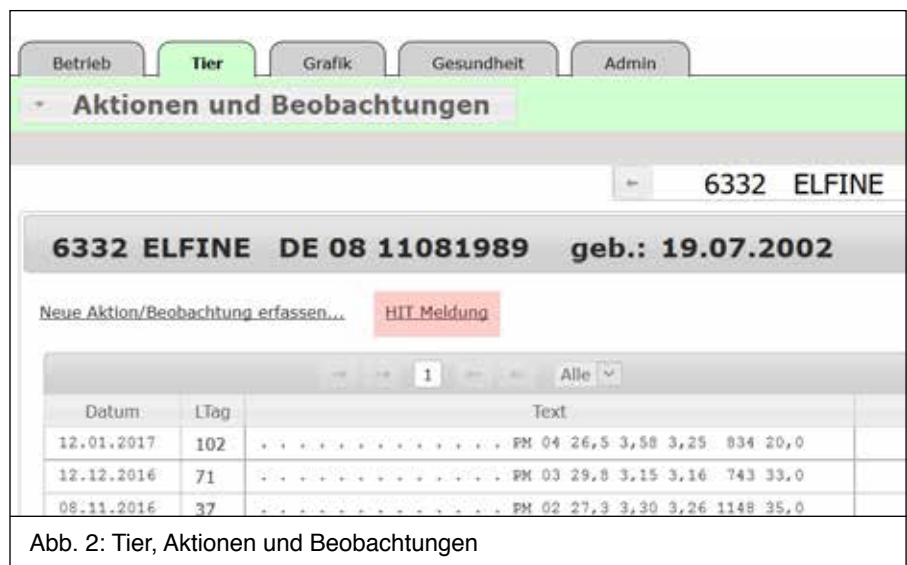 Betrieb Tier Grafik Gesundheit Admin
Aktionen und Beobachtungen
6332 ELFINE
6332 ELFINE DE 08 11081989 geb.: 19.07.2002
Neue Aktion/Beobachtung erfassen... HIT Meldung
1 Alle
Datum LTag Text
12.01.2017 102 . . . . . . . . . . . . . PM 04 26,5 3,58 3,25 834 20,0
12.12.2016 71 . . . . . . . . . . . . . PM 03 29,8 3,15 3,16 743 33,0
08.11.2016 37 . . . . . . . . . . . . . PM 02 27,3 3,30 3,26 1148 35,0
Abb. 2: Tier, Aktionen und Beobachtungen